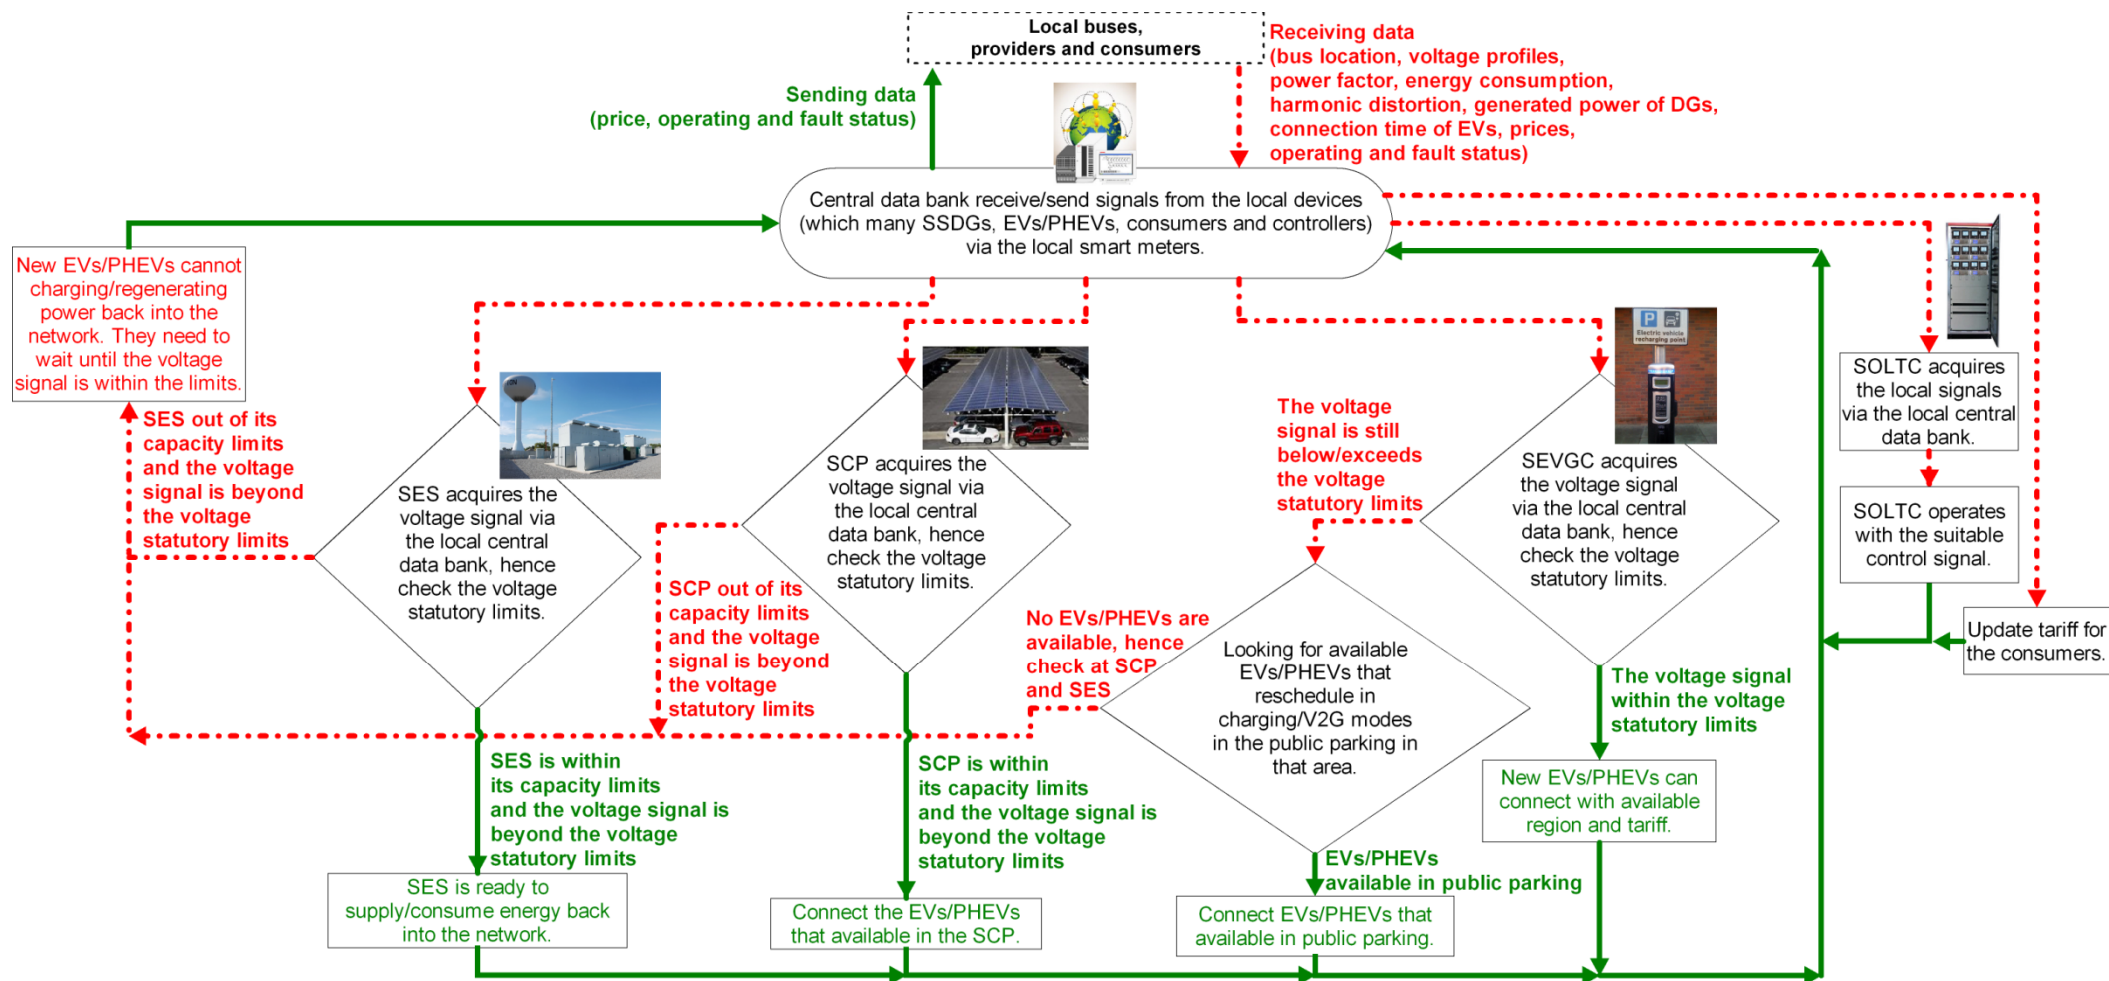 Local buses,
providers and consumers
Receiving data
(bus location, voltage profiles,
power factor, energy consumption,
harmonic distortion, generated power of DGs,
connection time of EVs, prices,
operating and fault status)
Sending data
(price, operating and fault status)
Central data bank receive/send signals from the local devices
(which many SSDGs, EVs/PHEVs, consumers and controllers)
via the local smart meters.
New EVs/PHEVs cannot
charging/regenerating
power back into the
network. They need to
wait until the voltage
signal is within the limits.
SES out of its
capacity limits
and the voltage
signal is beyond
the voltage
statutory limits
SES acquires the
voltage signal via
the local central
data bank, hence
check the voltage
statutory limits.
SCP acquires the
voltage signal via
the local central
data bank, hence
check the voltage
statutory limits.
SCP out of its
capacity limits
and the voltage
signal is beyond
the voltage
statutory limits
The voltage
signal is still
below/exceeds
the voltage
statutory limits
Electric vehicle
recharging point
SEVGC acquires
the voltage signal
via the local central
data bank, hence
check the voltage
statutory limits.
SOLTC acquires
the local signals
via the local central
data bank.
SOLTC operates
with the suitable
control signal.
Update tariff for
the consumers.
No EVs/PHEVs are
available, hence
check at SCP
and SES
Looking for available
EVs/PHEVs that
reschedule in
charging/V2G modes
in the public parking in
that area.
The voltage signal
within the voltage
statutory limits
SES is within
its capacity limits
and the voltage signal is
beyond the voltage
statutory limits
SCP is within
its capacity limits
and the voltage signal is
beyond the voltage
statutory limits
New EVs/PHEVs can
connect with available
region and tariff.
EVs/PHEVs
available in public parking
SES is ready to
supply/consume energy back
into the network.
Connect the EVs/PHEVs
that available in the SCP.
Connect EVs/PHEVs that
available in public parking.